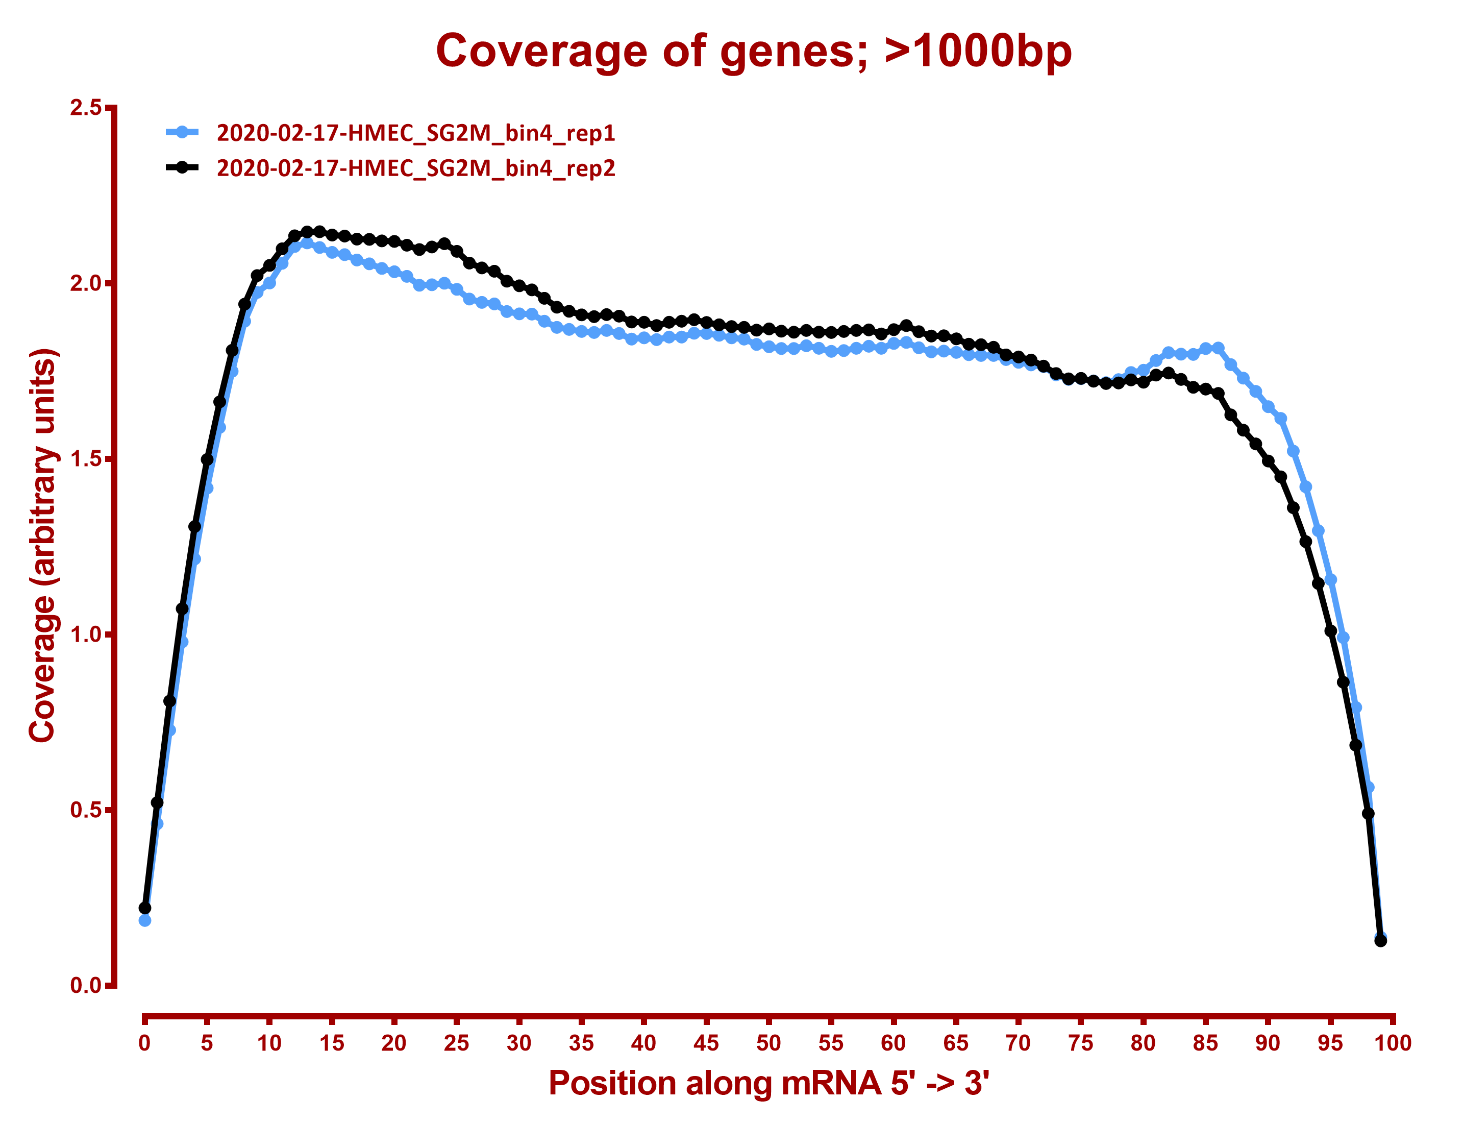 Coverage of genes; >1000bp
2020-02-17-HMEC_SG2M_bin4_rep1
2020-02-17-HMEC_SG2M_bin4_rep2
Coverage (arbitrary units)
2.5
2.0
1.5
1.0
0.5
0.0
0 5 10 15 20 25 30 35 40 45 50 55 60 65 70 75 80 85 90 95 100
Position along mRNA 5' -> 3'